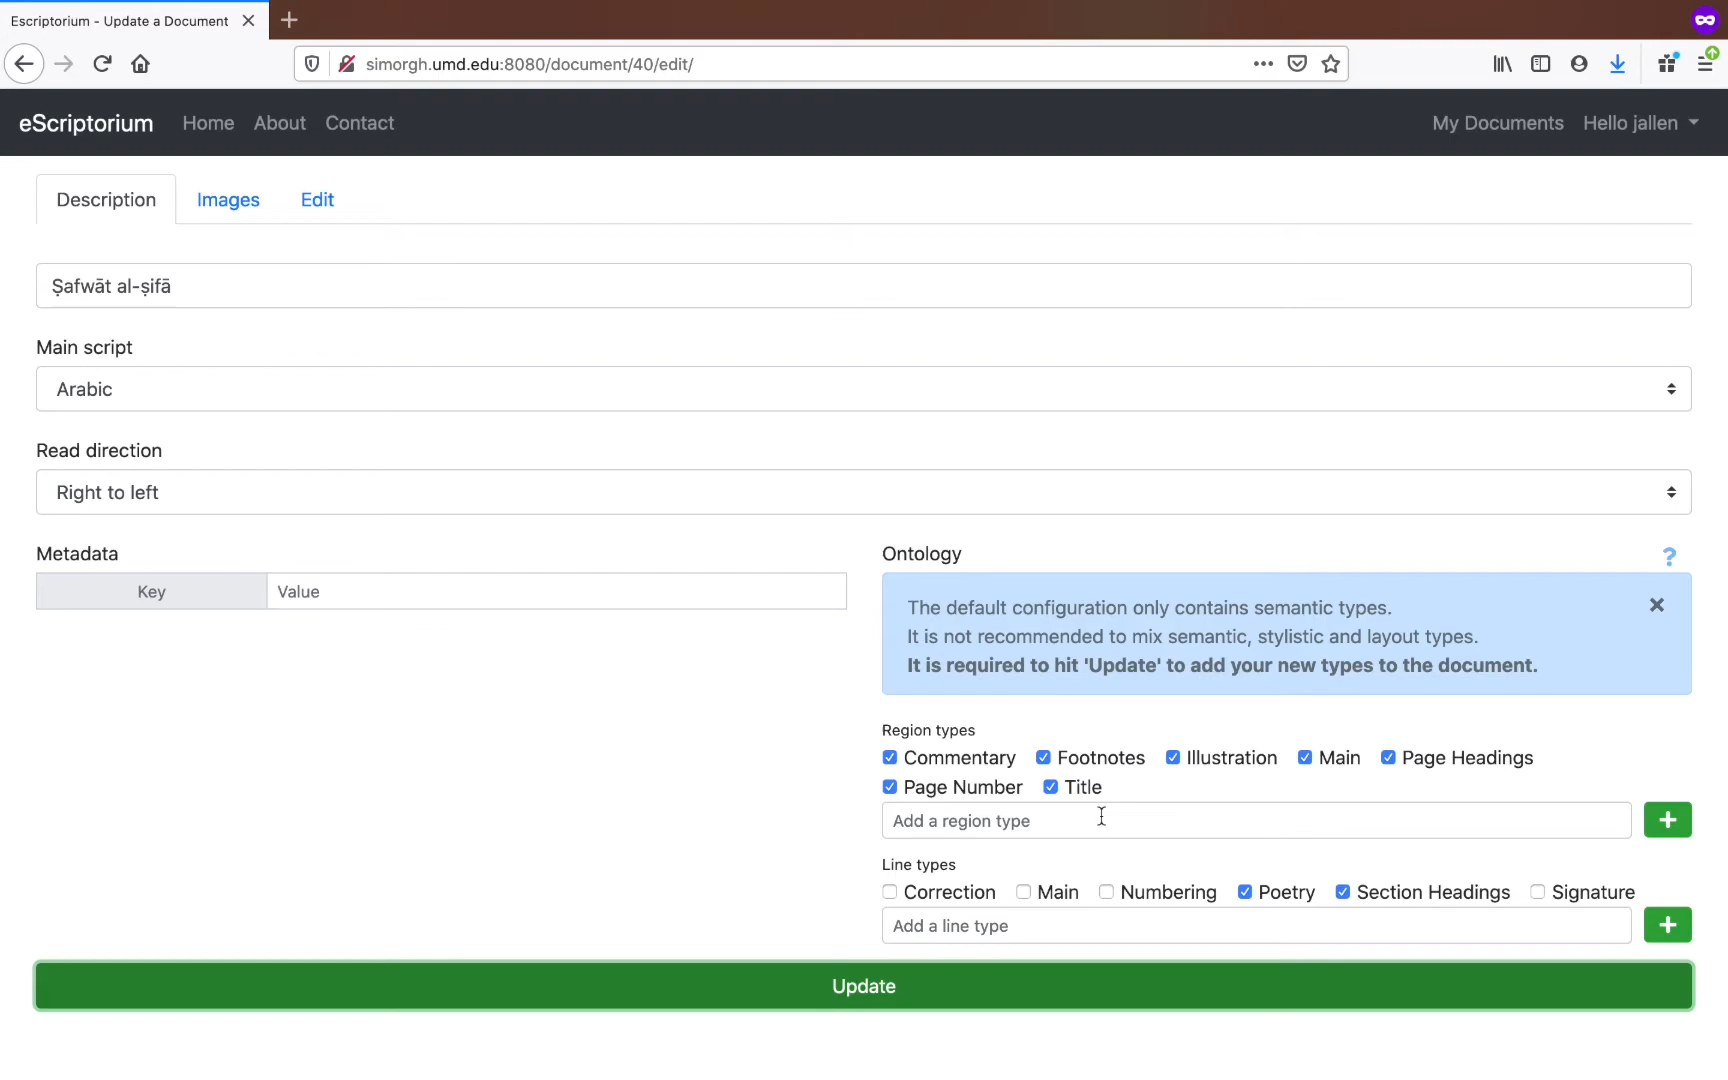 Escriptorium - Update a Document
simorgh.umd.edu:8080/document/40/edit/
eScriptorium Home About Contact My Documents Hello jallen
Description Images Edit
Ṣafwāt al-ṣifā
Main script
Arabic
Read direction
Right to left
Metadata
Key Value
Ontology ?
The default configuration only contains semantic types.
It is not recommended to mix semantic, stylistic and layout types.
It is required to hit 'Update' to add your new types to the document.
Region types
Commentary Footnotes Illustration Main Page Headings
Page Number Title
Add a region type
Line types
Correction Main Numbering Poetry Section Headings Signature
Add a line type
Update